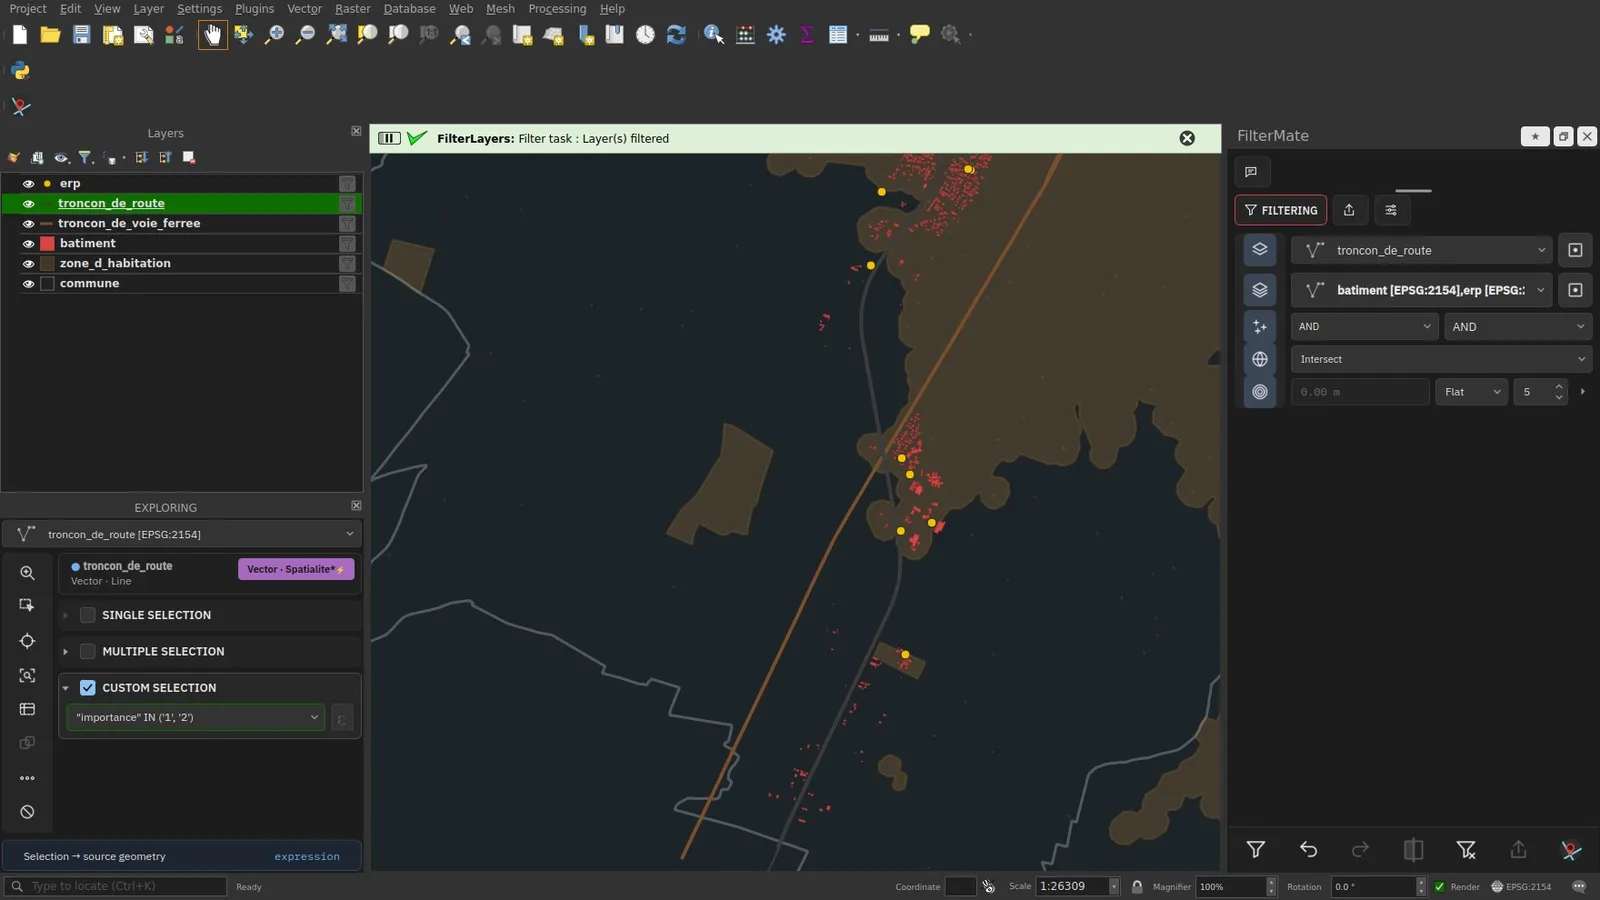 Project Edit View Layer Settings Plugins Vector Raster Database Web Mesh Processing Help
Layers
erp
troncon_de_route
troncon_de_voie_ferree
batiment
zone_d_habitation
commune
FilterLayers: Filter task : Layer(s) filtered
FilterMate
FILTERING
troncon_de_route
batiment [EPSG:2154],erp [EPSG:
AND AND
Intersect
0.00 m Flat 5
EXPLORING
troncon_de_route [EPSG:2154]
troncon_de_route
Vector · Line
Vector · Spatialite*⚡
SINGLE SELECTION
MULTIPLE SELECTION
CUSTOM SELECTION
"importance" IN ('1', '2')
Selection → source geometry expression
Type to locate (Ctrl+K) Ready Coordinate Scale 1:26309 Magnifier 100% Rotation 0.0 ° Render EPSG:2154